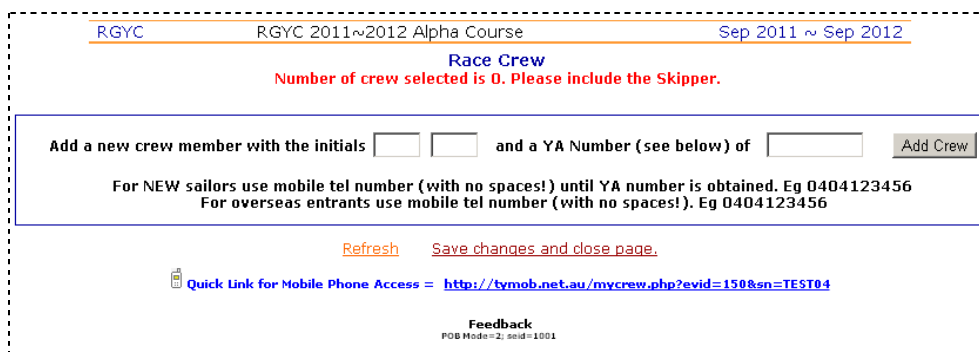 RGYC RGYC 2011~2012 Alpha Course Sep 2011 ~ Sep 2012
Race Crew
Number of crew selected is 0. Please include the Skipper.
Add a new crew member with the initials and a YA Number (see below) of Add Crew
For NEW sailors use mobile tel number (with no spaces!) until YA number is obtained. Eg 0404123456
For overseas entrants use mobile tel number (with no spaces!). Eg 0404123456
Refresh Save changes and close page.
Quick Link for Mobile Phone Access = http://tymob.net.au/mycrew.php?evid=150&sn=TEST04
Feedback
POB Mode=2; seid=1001